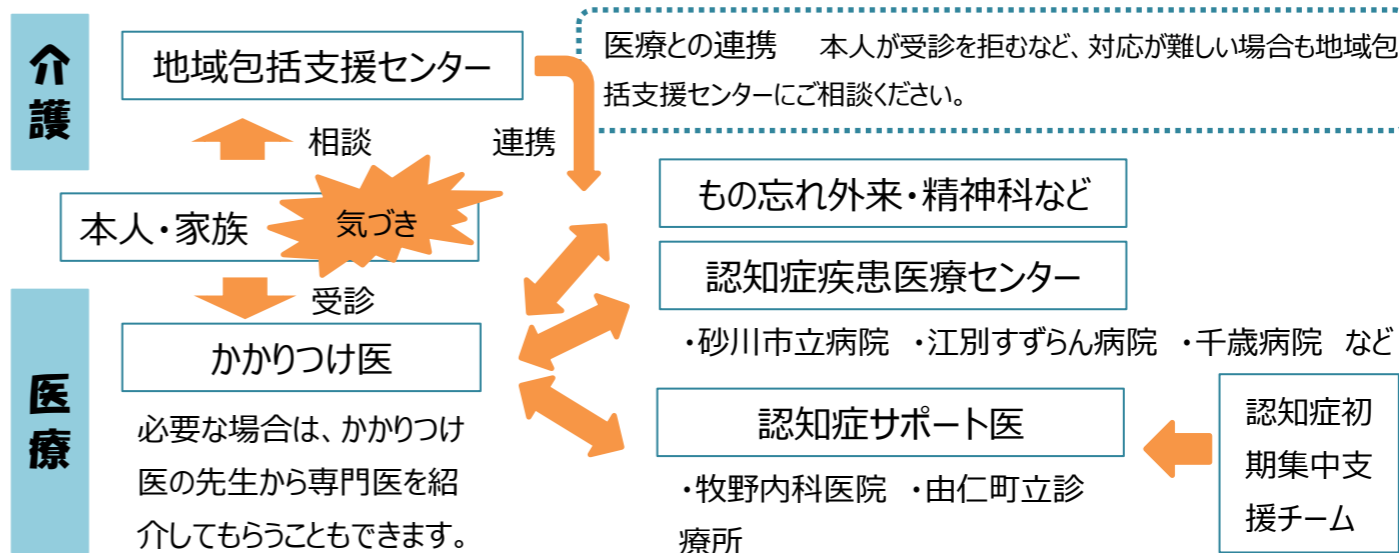 介護
地域包括支援センター
医療との連携　本人が受診を拒むなど、対応が難しい場合も地域包
括支援センターにご相談ください。
相談
連携
本人・家族
気づき
もの忘れ外来・精神科など
認知症疾患医療センター
・砂川市立病院　・江別すずらん病院　・千歳病院　など
医療
受診
かかりつけ医
必要な場合は、かかりつけ
医の先生から専門医を紹
介してもらうこともできます。
認知症サポート医
・牧野内科医院　・由仁町立診
療所
認知症初
期集中支
援チーム